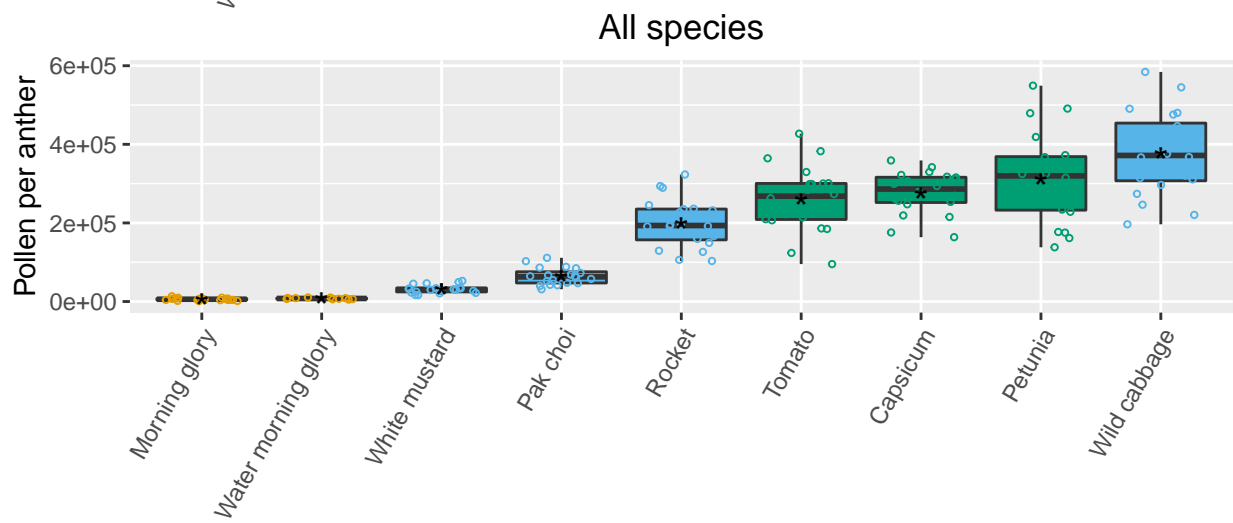 All species
Pollen per anther
6e+05
4e+05
2e+05
0e+00
Morning glory
Water morning glory
White mustard
Pak choi
Rocket
Tomato
Capsicum
Petunia
Wild cabbage